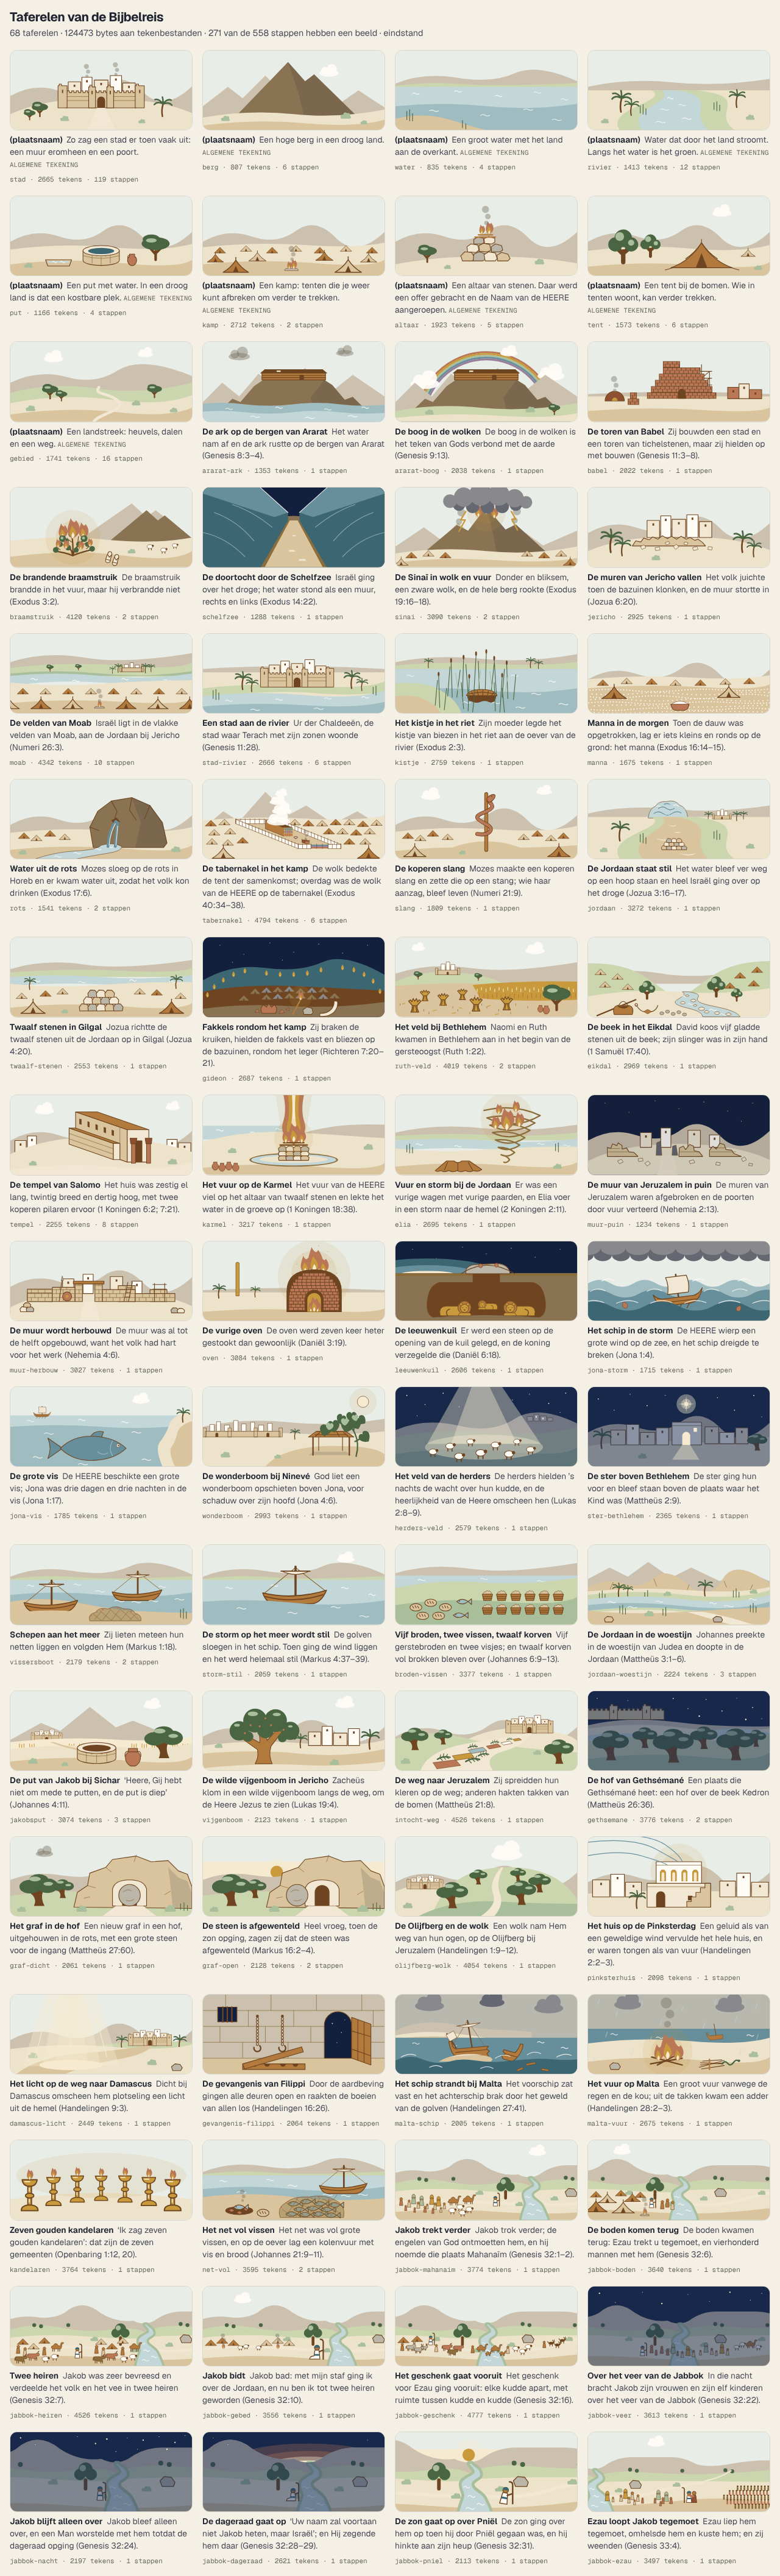 Taferelen van de Bijbelreis
68 taferelen · 124473 bytes aan tekenbestanden · 271 van de 558 stappen hebben een beeld · eindstand
(plaatsnaam) Zo zag een stad er toen vaak uit:
een muur eromheen en een poort.
ALGEMENE TEKENING
stad · 2665 tekens · 119 stappen
(plaatsnaam) Een hoge berg in een droog land.
ALGEMENE TEKENING
berg · 807 tekens · 6 stappen
(plaatsnaam) Een groot water met het land
aan de overkant. ALGEMENE TEKENING
water · 835 tekens · 4 stappen
(plaatsnaam) Water dat door het land stroomt.
Langs het water is het groen. ALGEMENE TEKENING
rivier · 1413 tekens · 12 stappen
(plaatsnaam) Een put met water. In een droog
land is dat een kostbare plek. ALGEMENE TEKENING
put · 1166 tekens · 4 stappen
(plaatsnaam) Een kamp: tenten die je weer
kunt afbreken om verder te trekken.
ALGEMENE TEKENING
kamp · 2712 tekens · 2 stappen
(plaatsnaam) Een altaar van stenen. Daar werd
een offer gebracht en de Naam van de HEERE
aangeroepen. ALGEMENE TEKENING
altaar · 1923 tekens · 5 stappen
(plaatsnaam) Een tent bij de bomen. Wie in
tenten woont, kan verder trekken.
ALGEMENE TEKENING
tent · 1573 tekens · 6 stappen
(plaatsnaam) Een landstreek: heuvels, dalen
en een weg. ALGEMENE TEKENING
gebied · 1741 tekens · 16 stappen
De ark op de bergen van Ararat Het water
nam af en de ark rustte op de bergen van Ararat
(Genesis 8:3–4).
ararat-ark · 1353 tekens · 1 stappen
De boog in de wolken De boog in de wolken is
het teken van Gods verbond met de aarde
(Genesis 9:13).
ararat-boog · 2038 tekens · 1 stappen
De toren van Babel Zij bouwden een stad en
een toren van tichelstenen, maar zij hielden op
met bouwen (Genesis 11:3–8).
babel · 2022 tekens · 1 stappen
De brandende braamstruik De braamstruik
brandde in het vuur, maar hij verbrandde niet
(Exodus 3:2).
braamstruik · 4120 tekens · 2 stappen
De doortocht door de Schelfzee Israël ging
over het droge; het water stond als een muur,
rechts en links (Exodus 14:22).
schelfzee · 1288 tekens · 1 stappen
De Sinaï in wolk en vuur Donder en bliksem,
een zware wolk, en de hele berg rookte (Exodus
19:16–18).
sinai · 3090 tekens · 2 stappen
De muren van Jericho vallen Het volk juichte
toen de bazuinen klonken, en de muur stortte in
(Jozua 6:20).
jericho · 2925 tekens · 1 stappen
De velden van Moab Israël ligt in de vlakke
velden van Moab, aan de Jordaan bij Jericho
(Numeri 26:3).
moab · 4342 tekens · 10 stappen
Een stad aan de rivier Ur der Chaldeeën, de
stad waar Terach met zijn zonen woonde
(Genesis 11:28).
stad-rivier · 2666 tekens · 6 stappen
Het kistje in het riet Zijn moeder legde het
kistje van biezen in het riet aan de oever van de
rivier (Exodus 2:3).
kistje · 2759 tekens · 1 stappen
Manna in de morgen Toen de dauw was
opgetrokken, lag er iets kleins en ronds op de
grond: het manna (Exodus 16:14–15).
manna · 1675 tekens · 1 stappen
Water uit de rots Mozes sloeg op de rots in
Horeb en er kwam water uit, zodat het volk kon
drinken (Exodus 17:6).
rots · 1541 tekens · 2 stappen
De tabernakel in het kamp De wolk bedekte
de tent der samenkomst; overdag was de wolk
van de HEERE op de tabernakel (Exodus
40:34–38).
tabernakel · 4794 tekens · 6 stappen
De koperen slang Mozes maakte een koperen
slang en zette die op een stang; wie haar
aanzag, bleef leven (Numeri 21:9).
slang · 1809 tekens · 1 stappen
De Jordaan staat stil Het water bleef ver weg
op een hoop staan en heel Israël ging over op
het droge (Jozua 3:16–17).
jordaan · 3272 tekens · 1 stappen
Twaalf stenen in Gilgal Jozua richtte de
twaalf stenen uit de Jordaan op in Gilgal (Jozua
4:20).
twaalf-stenen · 2553 tekens · 1 stappen
Fakkels rondom het kamp Zij braken de
kruiken, hielden de fakkels vast en bliezen op
de bazuinen, rondom het leger (Richteren 7:20–
21).
gideon · 2687 tekens · 1 stappen
Het veld bij Bethlehem Naomi en Ruth
kwamen in Bethlehem aan in het begin van de
gersteoogst (Ruth 1:22).
ruth-veld · 4019 tekens · 2 stappen
De beek in het Eikdal David koos vijf gladde
stenen uit de beek; zijn slinger was in zijn hand
(1 Samuël 17:40).
eikdal · 2969 tekens · 1 stappen
De tempel van Salomo Het huis was zestig el
lang, twintig breed en dertig hoog, met twee
koperen pilaren ervoor (1 Koningen 6:2; 7:21).
tempel · 2255 tekens · 8 stappen
Het vuur op de Karmel Het vuur van de HEERE
viel op het altaar van twaalf stenen en lekte het
water in de groeve op (1 Koningen 18:38).
karmel · 3217 tekens · 1 stappen
Vuur en storm bij de Jordaan Er was een
vurige wagen met vurige paarden, en Elia voer
in een storm naar de hemel (2 Koningen 2:11).
elia · 2695 tekens · 1 stappen
De muur van Jeruzalem in puin De muren van
Jeruzalem waren afgebroken en de poorten
door vuur verteerd (Nehemia 2:13).
muur-puin · 1234 tekens · 1 stappen
De muur wordt herbouwd De muur was al tot
de helft opgebouwd, want het volk had hart
voor het werk (Nehemia 4:6).
muur-herbouw · 3027 tekens · 1 stappen
De vurige oven De oven werd zeven keer heter
gestookt dan gewoonlijk (Daniël 3:19).
oven · 3084 tekens · 1 stappen
De leeuwenkuil Er werd een steen op de
opening van de kuil gelegd, en de koning
verzegelde die (Daniël 6:18).
leeuwenkuil · 2606 tekens · 1 stappen
Het schip in de storm De HEERE wierp een
grote wind op de zee, en het schip dreigde te
breken (Jona 1:4).
jona-storm · 1715 tekens · 1 stappen
De grote vis De HEERE beschikte een grote
vis; Jona was drie dagen en drie nachten in de
vis (Jona 1:17).
jona-vis · 1785 tekens · 1 stappen
De wonderboom bij Ninevé God liet een
wonderboom opschieten boven Jona, voor
schaduw over zijn hoofd (Jona 4:6).
wonderboom · 2993 tekens · 1 stappen
Het veld van de herders De herders hielden 's
nachts de wacht over hun kudde, en de
heerlijkheid van de Heere omscheen hen (Lukas
2:8–9).
herders-veld · 2579 tekens · 1 stappen
De ster boven Bethlehem De ster ging hun
voor en bleef staan boven de plaats waar het
Kind was (Mattheüs 2:9).
ster-bethlehem · 2365 tekens · 1 stappen
Schepen aan het meer Zij lieten meteen hun
netten liggen en volgden Hem (Markus 1:18).
vissersboot · 2179 tekens · 2 stappen
De storm op het meer wordt stil De golven
sloegen in het schip. Toen ging de wind liggen
en het werd helemaal stil (Markus 4:37–39).
storm-stil · 2059 tekens · 1 stappen
Vijf broden, twee vissen, twaalf korven Vijf
gerstebroden en twee visjes; en twaalf korven
vol brokken bleven over (Johannes 6:9–13).
broden-vissen · 3377 tekens · 1 stappen
De Jordaan in de woestijn Johannes preekte
in de woestijn van Judea en doopte in de
Jordaan (Mattheüs 3:1–6).
jordaan-woestijn · 2224 tekens · 3 stappen
De put van Jakob bij Sichar 'Heere, Gij hebt
niet om mede te putten, en de put is diep'
(Johannes 4:11).
jakobsput · 3074 tekens · 3 stappen
De wilde vijgenboom in Jericho Zacheüs
klom in een wilde vijgenboom langs de weg, om
de Heere Jezus te zien (Lukas 19:4).
vijgenboom · 2123 tekens · 1 stappen
De weg naar Jeruzalem Zij spreidden hun
kleren op de weg; anderen hakten takken van
de bomen (Mattheüs 21:8).
intocht-weg · 4526 tekens · 1 stappen
De hof van Gethsémané Een plaats die
Gethsémané heet: een hof over de beek Kedron
(Mattheüs 26:36).
gethsemane · 3776 tekens · 2 stappen
Het graf in de hof Een nieuw graf in een hof,
uitgehouwen in de rots, met een grote steen
voor de ingang (Mattheüs 27:60).
graf-dicht · 2061 tekens · 1 stappen
De steen is afgewenteld Heel vroeg, toen de
zon opging, zagen zij dat de steen was
afgewenteld (Markus 16:2–4).
graf-open · 2128 tekens · 2 stappen
De Olijfberg en de wolk Een wolk nam Hem
weg van hun ogen, op de Olijfberg bij
Jeruzalem (Handelingen 1:9–12).
olijfberg-wolk · 4054 tekens · 1 stappen
Het huis op de Pinksterdag Een geluid als van
een geweldige wind vervulde het hele huis, en
er waren tongen als van vuur (Handelingen
2:2–3).
pinksterhuis · 2098 tekens · 1 stappen
Het licht op de weg naar Damascus Dicht bij
Damascus omscheen hem plotseling een licht
uit de hemel (Handelingen 9:3).
damascus-licht · 2449 tekens · 1 stappen
De gevangenis van Filippi Door de aardbeving
gingen alle deuren open en raakten de boeien
van allen los (Handelingen 16:26).
gevangenis-filippi · 2064 tekens · 1 stappen
Het schip strandt bij Malta Het voorschip zat
vast en het achterschip brak door het geweld
van de golven (Handelingen 27:41).
malta-schip · 2005 tekens · 1 stappen
Het vuur op Malta Een groot vuur vanwege de
regen en de kou; uit de takken kwam een adder
(Handelingen 28:2–3).
malta-vuur · 2675 tekens · 1 stappen
Zeven gouden kandelaren 'Ik zag zeven
gouden kandelaren': dat zijn de zeven
gemeenten (Openbaring 1:12, 20).
kandelaren · 3764 tekens · 1 stappen
Het net vol vissen Het net was vol grote
vissen, en op de oever lag een kolenvuur met
vis en brood (Johannes 21:9–11).
net-vol · 3595 tekens · 2 stappen
Jakob trekt verder Jakob trok verder; de
engelen van God ontmoetten hem, en hij
noemde die plaats Mahanaïm (Genesis 32:1–2).
jabbok-mahanaim · 3774 tekens · 1 stappen
De boden komen terug De boden kwamen
terug: Ezau trekt u tegemoet, en vierhonderd
mannen met hem (Genesis 32:6).
jabbok-boden · 3640 tekens · 1 stappen
Twee heiren Jakob was zeer bevreesd en
verdeelde het volk en het vee in twee heiren
(Genesis 32:7).
jabbok-heiren · 4526 tekens · 1 stappen
Jakob bidt Jakob bad: met mijn staf ging ik
over de Jordaan, en nu ben ik tot twee heiren
geworden (Genesis 32:10).
jabbok-gebed · 3556 tekens · 1 stappen
Het geschenk gaat vooruit Het geschenk
voor Ezau ging vooruit: elke kudde apart, met
ruimte tussen kudde en kudde (Genesis 32:16).
jabbok-geschenk · 4777 tekens · 1 stappen
Over het veer van de Jabbok In die nacht
bracht Jakob zijn vrouwen en zijn elf kinderen
over het veer van de Jabbok (Genesis 32:22).
jabbok-veer · 3613 tekens · 1 stappen
Jakob blijft alleen over Jakob bleef alleen
over, en een Man worstelde met hem totdat de
dageraad opging (Genesis 32:24).
jabbok-nacht · 2197 tekens · 1 stappen
De dageraad gaat op 'Uw naam zal voortaan
niet Jakob heten, maar Israël'; en Hij zegende
hem daar (Genesis 32:28–29).
jabbok-dageraad · 2621 tekens · 1 stappen
De zon gaat op over Pniël De zon ging over
hem op toen hij door Pniël gegaan was, en hij
hinkte aan zijn heup (Genesis 32:31).
jabbok-pniel · 2113 tekens · 1 stappen
Ezau loopt Jakob tegemoet Ezau liep hem
tegemoet, omhelsde hem en kuste hem; en zij
weenden (Genesis 33:4).
jabbok-ezau · 3497 tekens · 1 stappen